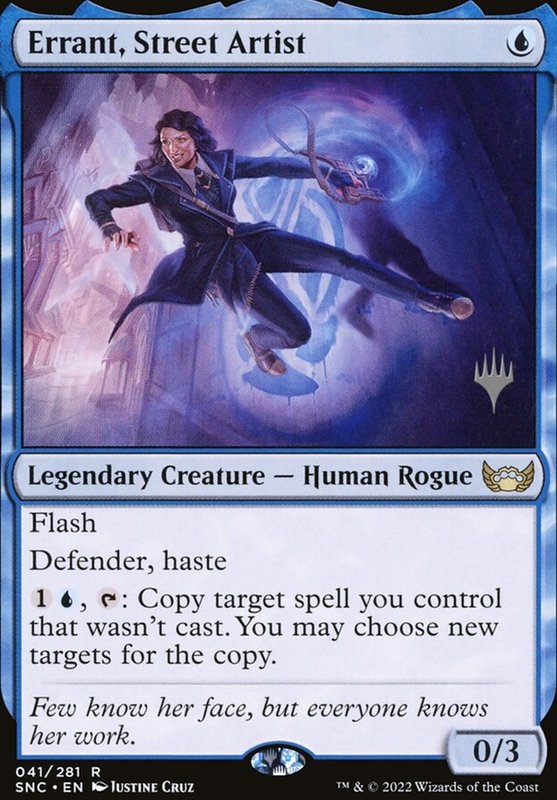 Errant, Street Artist
Legendary Creature — Human Rogue
Flash
Defender, haste
1, : Copy target spell you control
that wasn't cast. You may choose new
targets for the copy.
Few know her face, but everyone knows
her work.
0/3
041/281 R
SNC • EN JUSTINE CRUZ
™ & © 2022 Wizards of the Coast